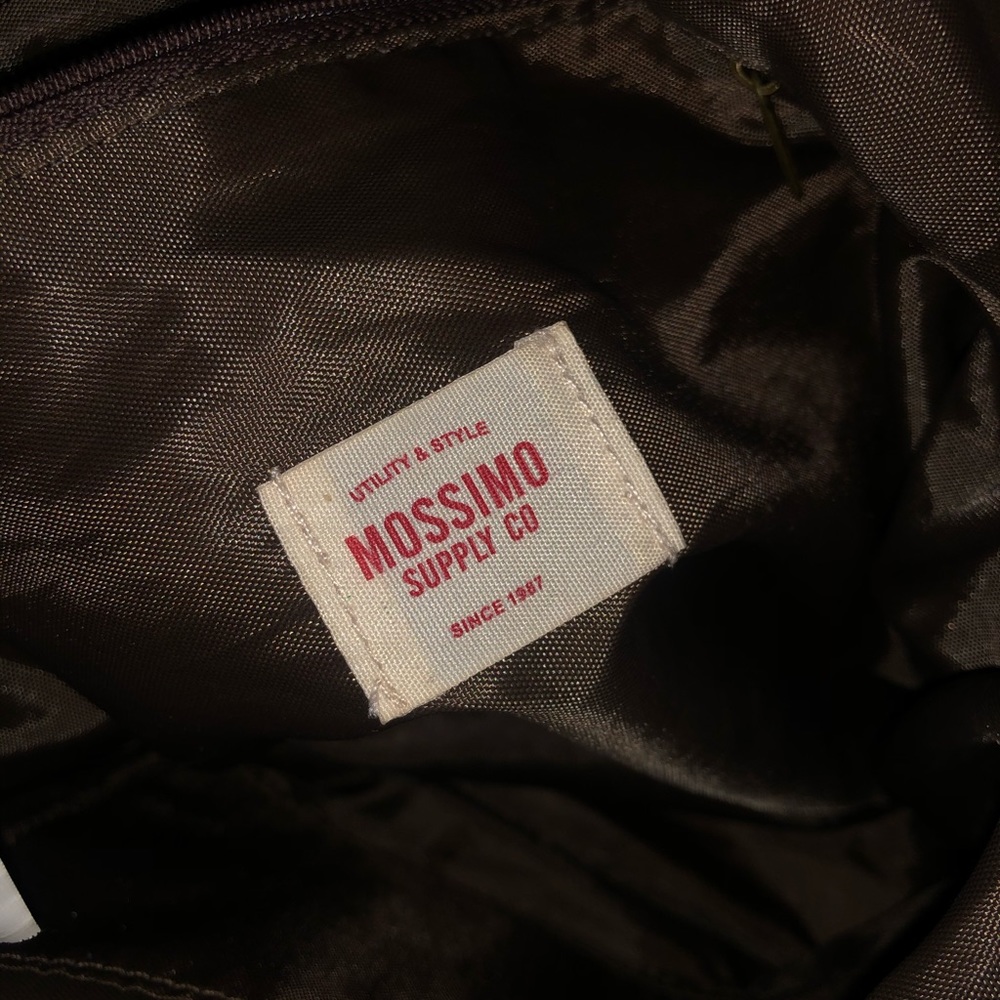 UTILITY & STYLE
MOSSIMO
SUPPLY CO
SINCE 1987